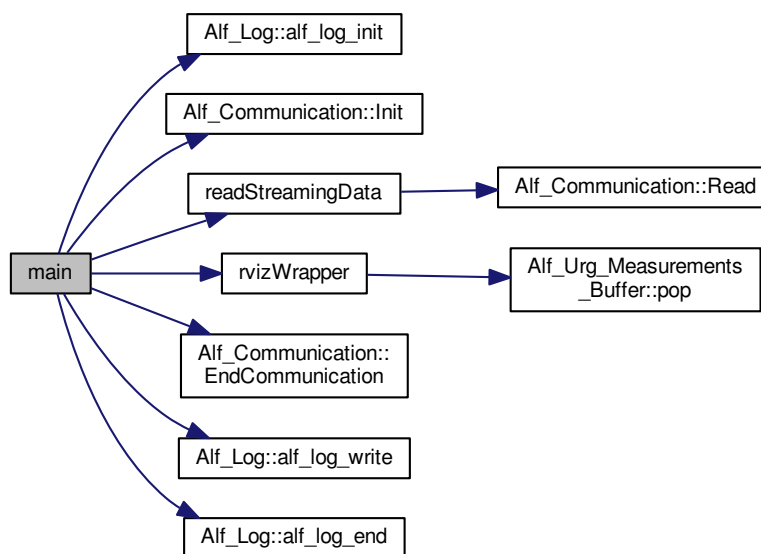 Alf_Log::alf_log_init
Alf_Communication::Init
readStreamingData
Alf_Communication::Read
main
rvizWrapper
Alf_Urg_Measurements
_Buffer::pop
Alf_Communication::
EndCommunication
Alf_Log::alf_log_write
Alf_Log::alf_log_end